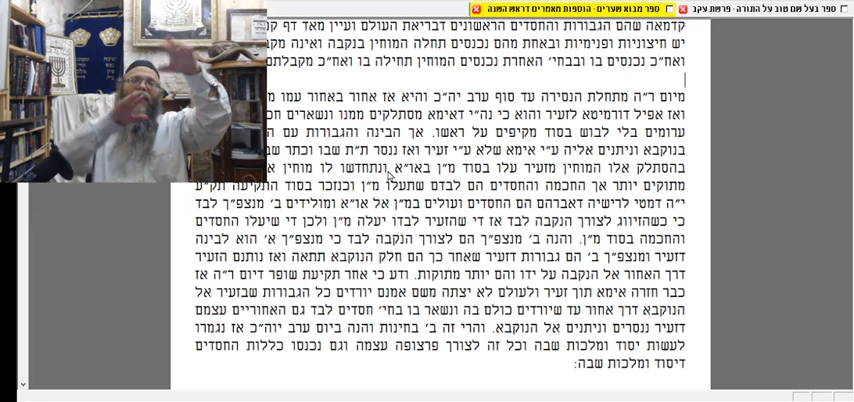 ספר בעל שם טוב על התורה - פרשת עקב
ספר מבוא שערים - הוספות מאמרים דראש השנה
קדמאה שהם הגבורות והחסדים הראשונים דבריאת העולם ועיין מאד דף
יש חיצוניות ופנימיות ובאחת מהם נכנסים תחלה המוחין בנקבה ואינה
ואח"כ נכנסים בו ובבחי' האחרת נכנסים המוחין תחילה בו ואח"כ מקבלתם
מיום ר"ה מתחלת הנסירה עד סוף ערב יה"כ והיא אז אחור באחור עמו
ואז אפיל דורמיטא לזעיר והוא כי נה"י דאימא מסתלקים ממנו ונשארים
ערומים בלי לבוש בסוד מקיפים על ראשו. אך הבינה והגבורות עם
בנוקבא וניתנים אליה ע"י אימא שלא ע"י זעיר ואז ננסר ת"ת שבו וכתר
בהסתלק אלו המוחין מזעיר עלו בסוד מ"ן באו"א ונתחדשו לו מוחין
מתוקים יותר אך החכמה והחסדים הם לבדם שתעלו מ"ן וכנזכר בסוד התקיעה תק"ע
י"ה דמטי לרישיה דאברהם הם החסדים ועולים במ"ן אל או"א ומולידים ב' מנצפ"ך לבד
כי כשהזיווג לצורך הנקבה לבד אז די שהזעיר לבדו יעלה מ"ן ולכן די שיעלו החסדים
והחכמה בסוד מ"ן. והנה ב' מנצפ"ך הם לצורך הנקבה לבד כי מנצפ"ך א' הוא לבינה
דזעיר ומנצפ"ך ב' הם גבורות דזעיר שאחר כך הם חלק הנוקבא תתאה ואז נותנם הזעיר
דרך האחור אל הנקבה על ידו והם יותר מתוקות. ודע כי אחר תקיעת שופר דיום ר"ה אז
כבר חזרה אימא תוך זעיר ולעולם לא יצתה משם אמנם יורדים כל הגבורות שבזעיר אל
הנוקבא דרך אחור עד שיורדים כולם בה ונשאר בו בחי' חסדים לבד גם האחוריים עצמם
דזעיר ננסרים וניתנים אל הנוקבא. והרי זה ב' בחינות והנה ביום ערב יוה"כ אז נגמרו
לעשות יסוד ומלכות שבה וכל זה לצורך פרצופה עצמה וגם נכנסו כללות החסדים
דיסוד ומלכות שבה: